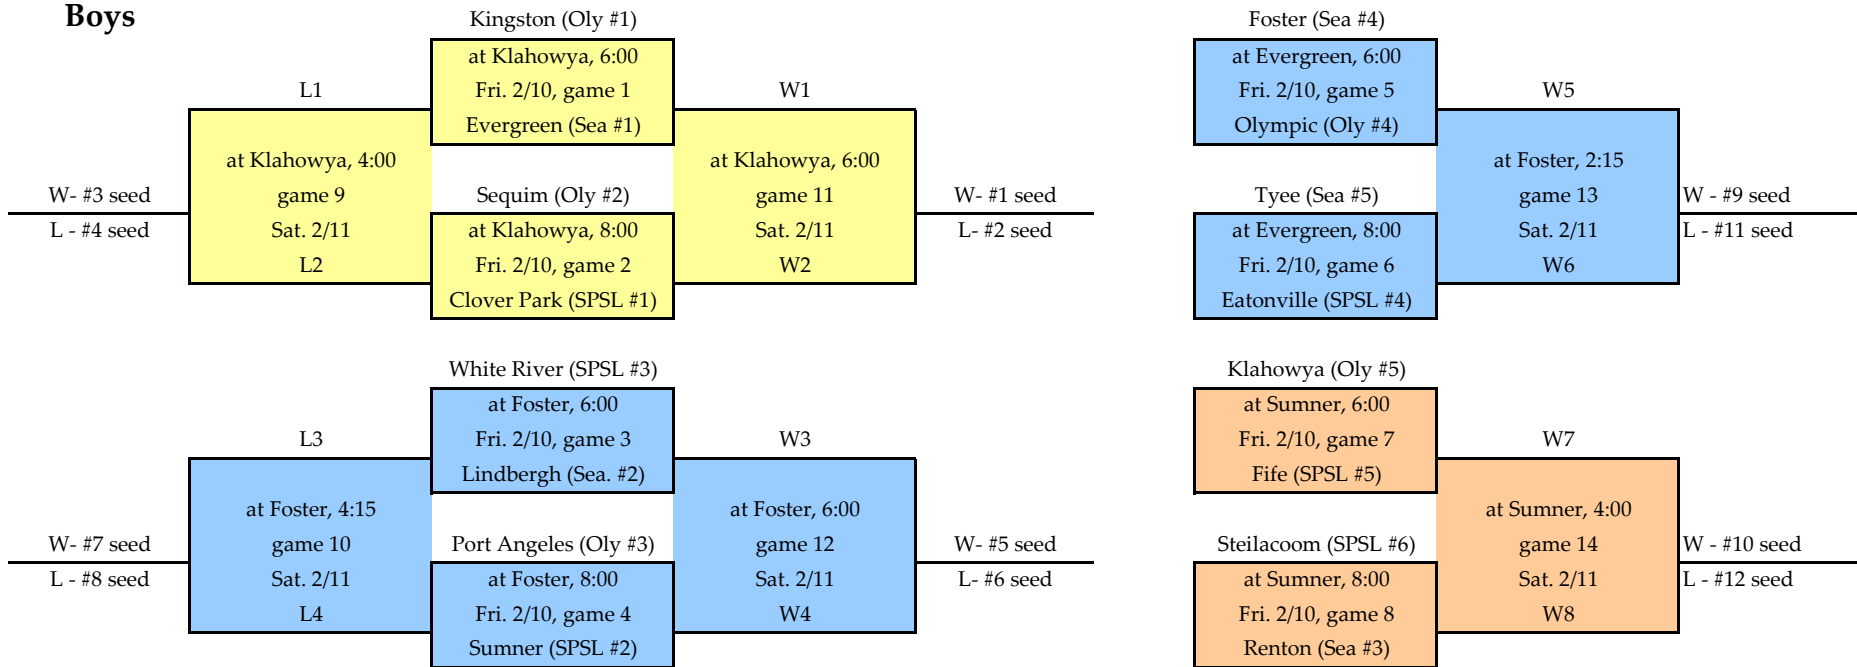 Boys
Kingston (Oly #1)
at Klahowya, 6:00
Fri. 2/10, game 1
Evergreen (Sea #1)
L1
W1
at Klahowya, 4:00
game 9
Sat. 2/11
L2
W- #3 seed
L - #4 seed
Sequim (Oly #2)
at Klahowya, 8:00
Fri. 2/10, game 2
Clover Park (SPSL #1)
at Klahowya, 6:00
game 11
Sat. 2/11
W2
W- #1 seed
L- #2 seed
Foster (Sea #4)
at Evergreen, 6:00
Fri. 2/10, game 5
Olympic (Oly #4)
W5
Tyee (Sea #5)
at Evergreen, 8:00
Fri. 2/10, game 6
Eatonville (SPSL #4)
at Foster, 2:15
game 13
Sat. 2/11
W6
W - #9 seed
L - #11 seed
White River (SPSL #3)
at Foster, 6:00
Fri. 2/10, game 3
Lindbergh (Sea. #2)
L3
W3
at Foster, 4:15
game 10
Sat. 2/11
L4
W- #7 seed
L - #8 seed
Port Angeles (Oly #3)
at Foster, 8:00
Fri. 2/10, game 4
Sumner (SPSL #2)
at Foster, 6:00
game 12
Sat. 2/11
W4
W- #5 seed
L- #6 seed
Klahowya (Oly #5)
at Sumner, 6:00
Fri. 2/10, game 7
Fife (SPSL #5)
W7
Steilacoom (SPSL #6)
at Sumner, 8:00
Fri. 2/10, game 8
Renton (Sea #3)
at Sumner, 4:00
game 14
Sat. 2/11
W8
W - #10 seed
L - #12 seed